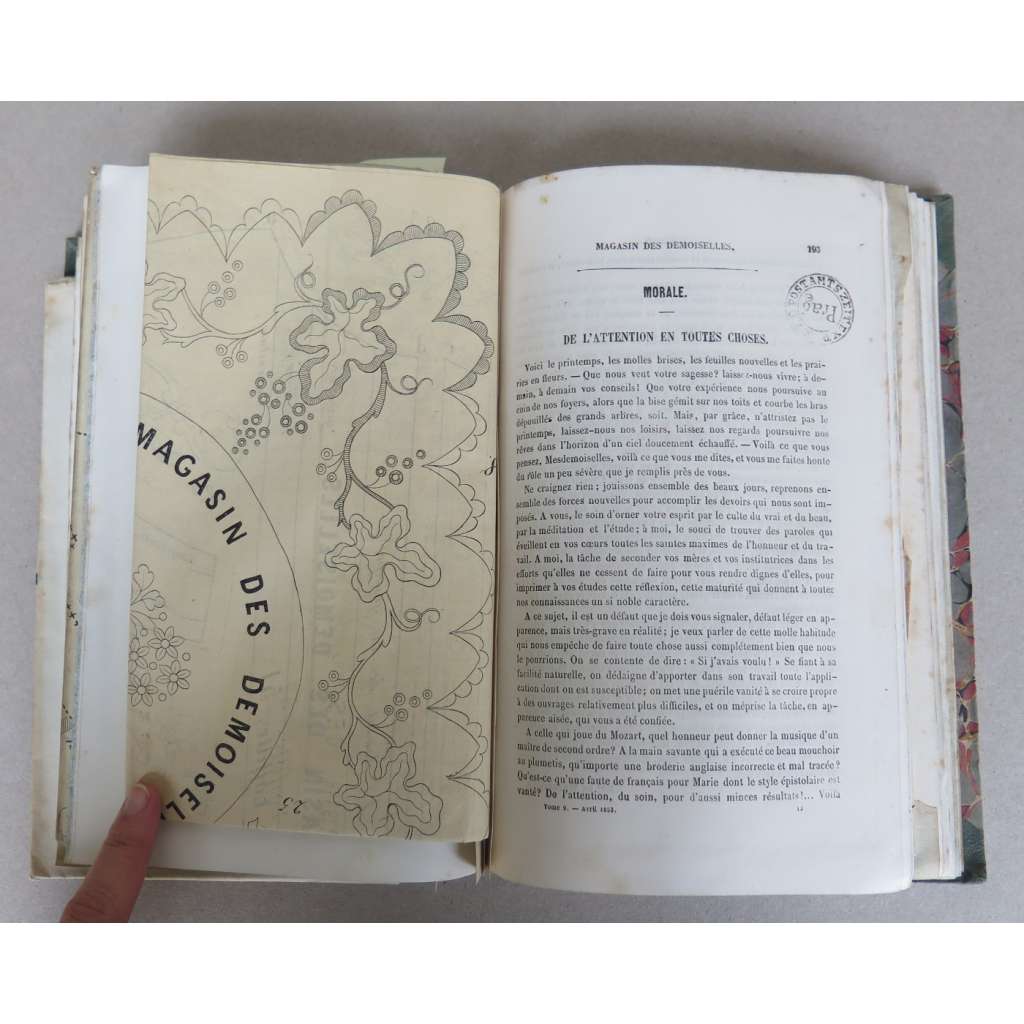 MAGASIN DES DEMOISEL
8
25
MAGASIN DES DEMOISELLES. 193
POSTAMTS-ZEITUN
Prag
MORALE.
DE L'ATTENTION EN TOUTES CHOSES.
Voici le printemps, les molles brises, les feuilles nouvelles et les prai-
ries en fleurs. — Que nous vent votre sagesse? laissez-nous vivre; à de-
main, à demain vos conseils! Que votre expérience nous poursuive au
coin de nos foyers, alors que la bise gémit sur nos toits et courbe les bras
dépouillés des grands arbres, soit. Mais, par grâce, n'attristez pas le
printemps, laissez-nous nos loisirs, laissez nos regards poursuivre nos
rêves dans l'horizon d'un ciel doucement échauffé. — Voilà ce que vous
pensez, Mesdemoiselles, voilà ce que vous me dites, et vous me faites honte
du rôle un peu sévère que je remplis près de vous.
Ne craignez rien; jouissons ensemble des beaux jours, reprenons en-
semble des forces nouvelles pour accomplir les devoirs qui nous sont im-
posés. A vous, le soin d'orner votre esprit par le culte du vrai et du beau,
par la méditation et l'étude; à moi, le souci de trouver des paroles qui
éveillent en vos cœurs toutes les saintes maximes de l'honneur et du tra-
vail. A moi, la tâche de seconder vos mères et vos institutrices dans les
efforts qu'elles ne cessent de faire pour vous rendre dignes d'elles, pour
imprimer à vos études cette réflexion, cette maturité qui donnent à toute
nos connaissances un si noble caractère.
A ce sujet, il est un défaut que je dois vous signaler, défaut léger en ap-
parence, mais très-grave en réalité; je veux parler de cette molle habitude
qui nous empêche de faire toute chose aussi complétement bien que nous
le pourrions. On se contente de dire: « Si j'avais voulu! » Se fiant à sa
facilité naturelle, on dédaigne d'apporter dans son travail toute l'appli-
cation dont on est susceptible; on met une puérile vanité à se croire propre
à des ouvrages relativement plus difficiles, et on méprise la tâche, en ap-
parence aisée, qui vous a été confiée.
A celle qui joue du Mozart, quel honneur peut donner la musique d'un
maître de second ordre? A la main savante qui a exécuté ce beau mouchoir
au plumetis, qu'importe une broderie anglaise incorrecte et mal tracée?
Qu'est-ce qu'une faute de français pour Marie dont le style épistolaire est
vanté? De l'attention, du soin, pour d'aussi minces résultats!... Voilà
Tome 9. — Avril 1853. 13